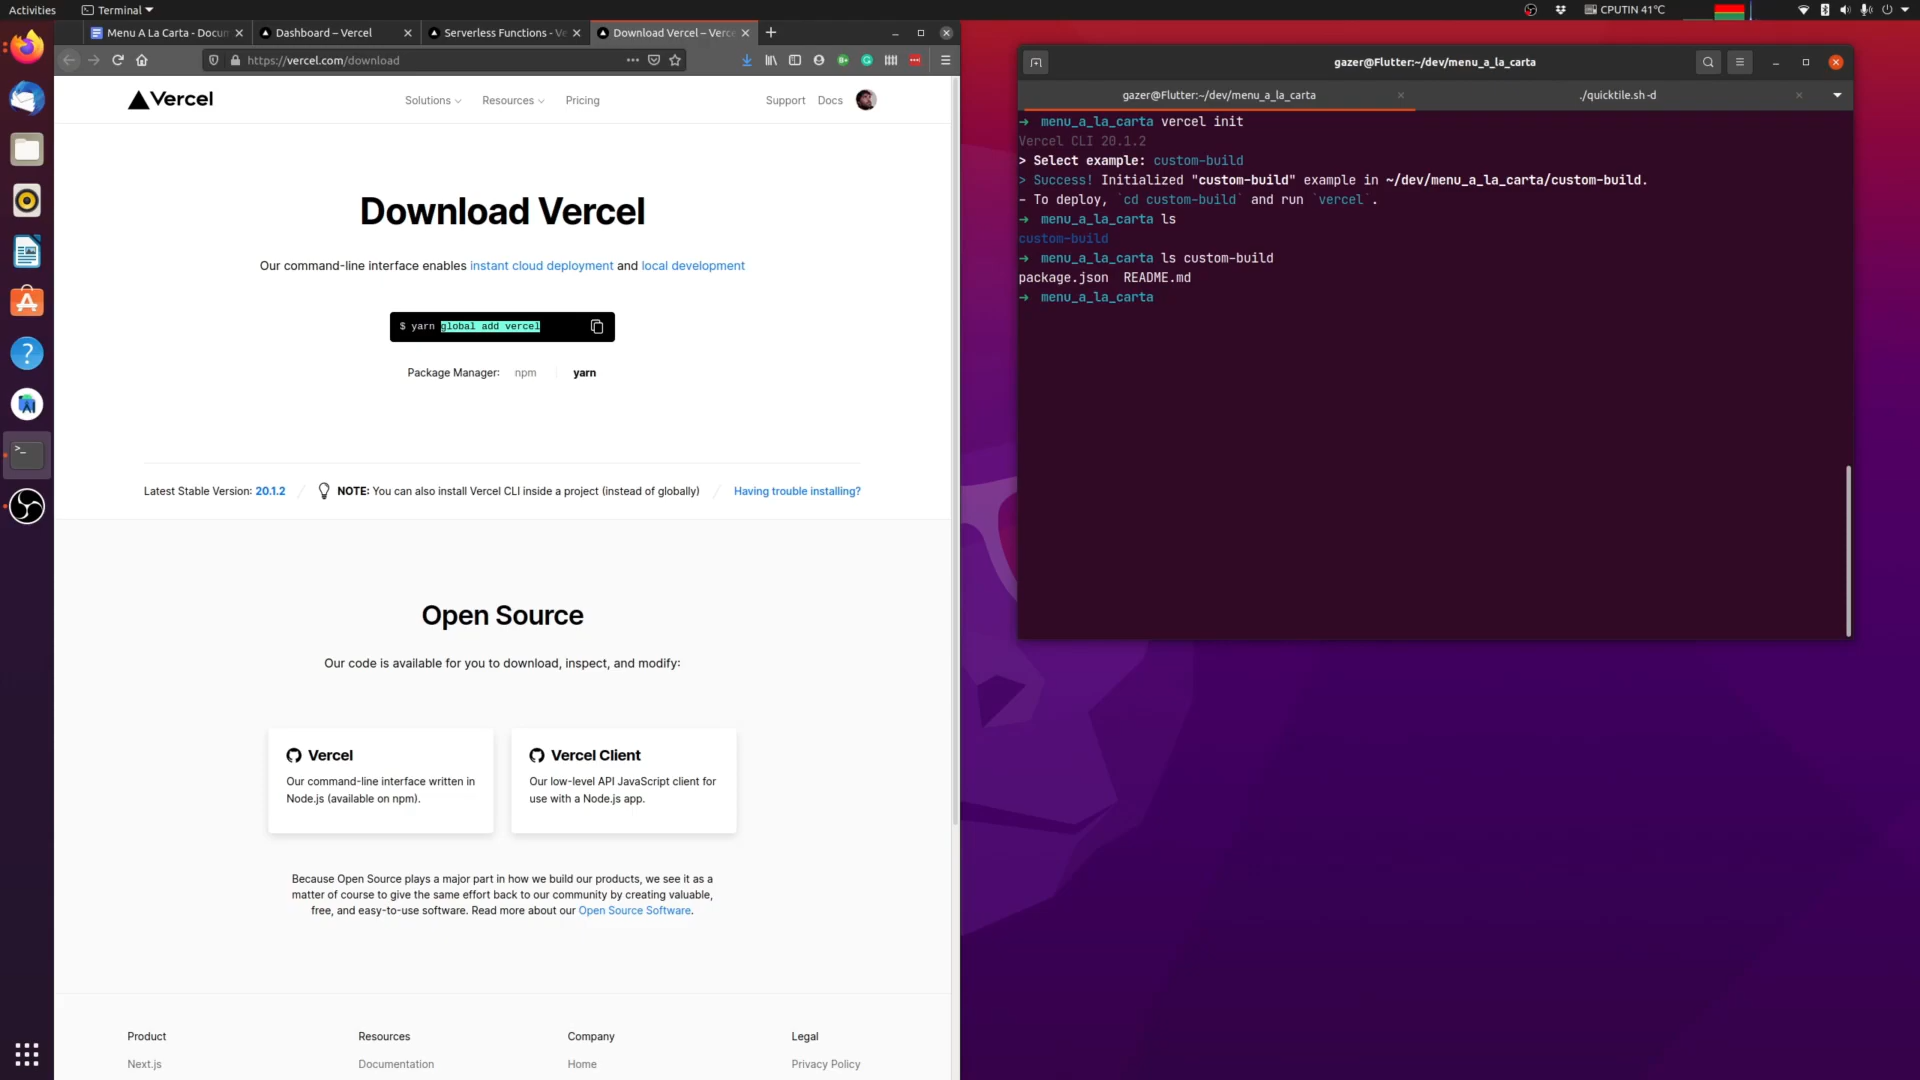 Activities
Terminal
CPUTIN 41°C
Menu A La Carta - Docum
Dashboard – Vercel
Serverless Functions - Ve
Download Vercel – Verce
https://vercel.com/download
Vercel
Solutions
Resources
Pricing
Support
Docs
Download Vercel
Our command-line interface enables instant cloud deployment and local development
$ yarn global add vercel
Package Manager: npm yarn
Latest Stable Version: 20.1.2
NOTE: You can also install Vercel CLI inside a project (instead of globally)
Having trouble installing?
Open Source
Our code is available for you to download, inspect, and modify:
Vercel
Our command-line interface written in
Node.js (available on npm).
Vercel Client
Our low-level API JavaScript client for
use with a Node.js app.
Because Open Source plays a major part in how we build our products, we see it as a
matter of course to give the same effort back to our community by creating valuable,
free, and easy-to-use software. Read more about our Open Source Software.
Product
Resources
Company
Legal
Next.js
Documentation
Home
Privacy Policy
gazer@Flutter:~/dev/menu_a_la_carta
gazer@Flutter:~/dev/menu_a_la_carta
./quicktile.sh -d
→ menu_a_la_carta vercel init
Vercel CLI 20.1.2
> Select example: custom-build
> Success! Initialized "custom-build" example in ~/dev/menu_a_la_carta/custom-build.
- To deploy, `cd custom-build` and run `vercel`.
→ menu_a_la_carta ls
custom-build
→ menu_a_la_carta ls custom-build
package.json README.md
→ menu_a_la_carta